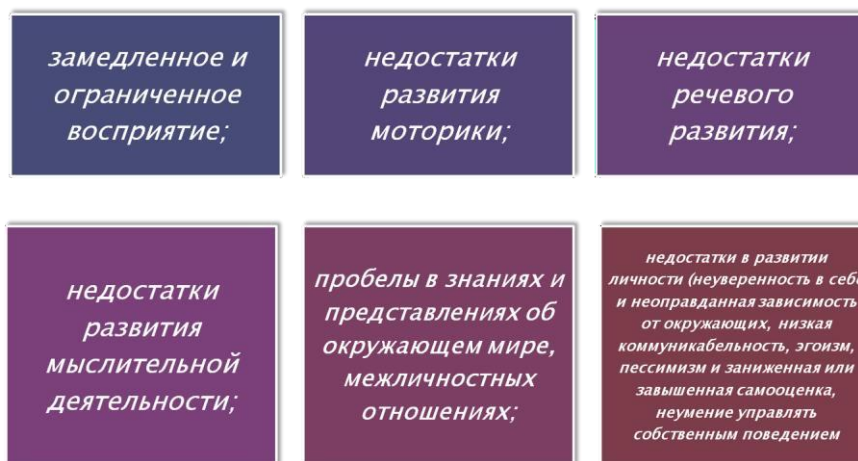 замедленное и
ограниченное
восприятие;
недостатки
развития
моторики;
недостатки
речевого
развития;
недостатки
развития
мыслительной
деятельности;
пробелы в знаниях и
представлениях об
окружающем мире,
межличностных
отношениях;
недостатки в развитии
личности (неуверенность в себе
и неоправданная зависимость
от окружающих, низкая
коммуникабельность, эгоизм,
пессимизм и заниженная или
завышенная самооценка,
неумение управлять
собственным поведением